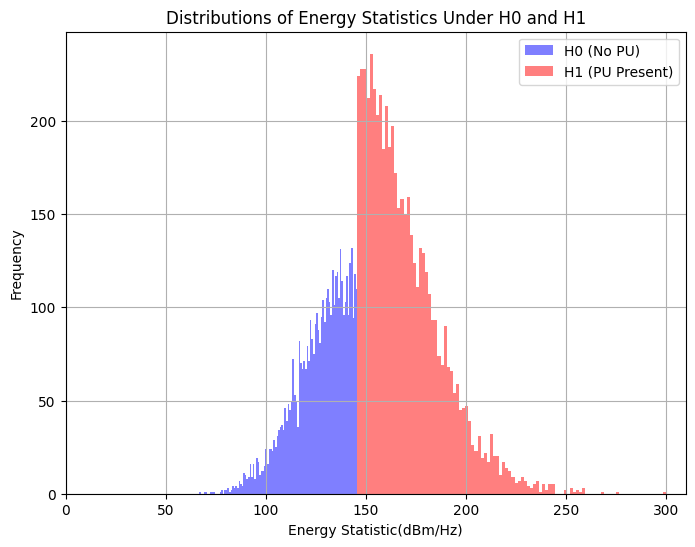 Distributions of Energy Statistics Under H0 and H1
H0 (No PU)
H1 (PU Present)
Frequency
200
150
100
50
0
0 50 100 150 200 250 300
Energy Statistic(dBm/Hz)